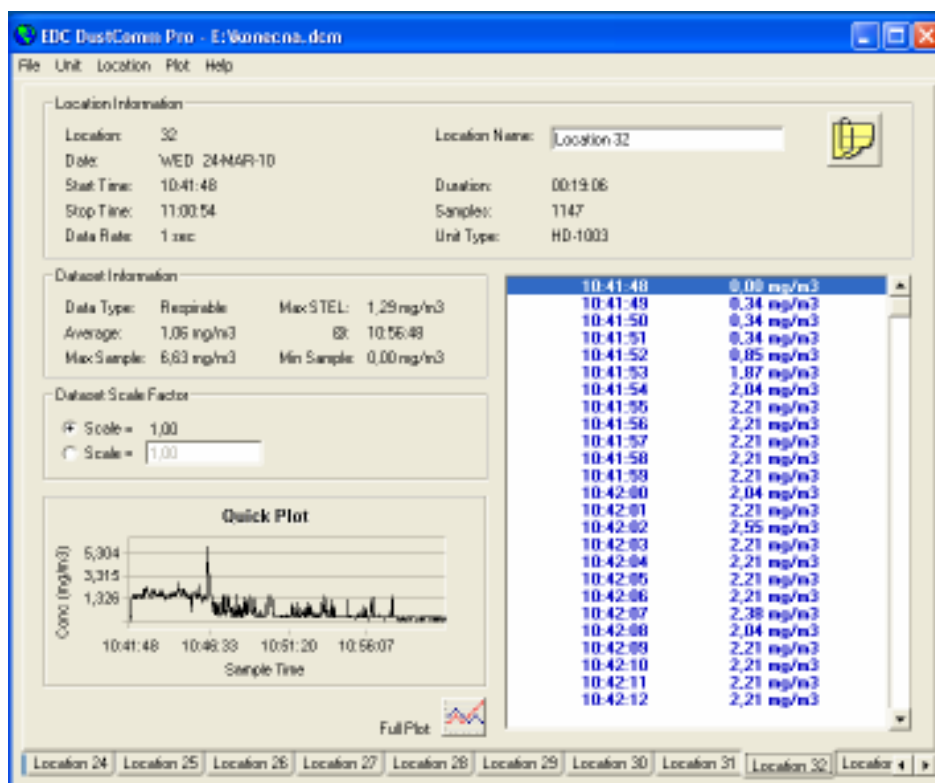 EDC DustComm Pro - E:\konecna.dcm
File Unit Location Plot Help
Location Information
Location: 32 Location Name: Location 32
Date: WED 24-MAR-10
Start Time: 10:41:48 Duration: 00:19:06
Stop Time: 11:00:54 Samples: 1147
Data Rate: 1 sec Unit Type: HD-1003
Dataset Information
Data Type: Respirable Max STEL: 1,29 mg/m3
Average: 1,06 mg/m3 @: 10:56:48
Max Sample: 6,63 mg/m3 Min Sample: 0,00 mg/m3
Dataset Scale Factor
Scale = 1,00
Scale = 1,00
Quick Plot
Conc (mg/m3)
5,304
3,315
1,326
10:41:48 10:46:33 10:51:20 10:56:07
Sample Time
Full Plot
10:41:48 0,00 mg/m3
10:41:49 0,34 mg/m3
10:41:50 0,34 mg/m3
10:41:51 0,34 mg/m3
10:41:52 0,85 mg/m3
10:41:53 1,87 mg/m3
10:41:54 2,04 mg/m3
10:41:55 2,21 mg/m3
10:41:56 2,21 mg/m3
10:41:57 2,21 mg/m3
10:41:58 2,21 mg/m3
10:41:59 2,21 mg/m3
10:42:00 2,04 mg/m3
10:42:01 2,21 mg/m3
10:42:02 2,55 mg/m3
10:42:03 2,21 mg/m3
10:42:04 2,21 mg/m3
10:42:05 2,21 mg/m3
10:42:06 2,21 mg/m3
10:42:07 2,38 mg/m3
10:42:08 2,04 mg/m3
10:42:09 2,21 mg/m3
10:42:10 2,21 mg/m3
10:42:11 2,21 mg/m3
10:42:12 2,21 mg/m3
Location 24 Location 25 Location 26 Location 27 Location 28 Location 29 Location 30 Location 31 Location 32